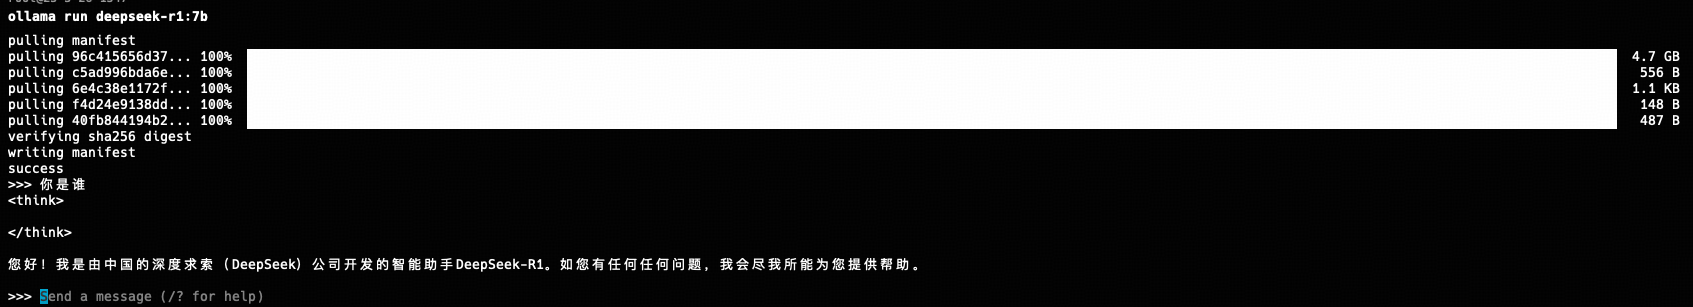 ollama run deepseek-r1:7b
pulling manifest
pulling 96c415656d37... 100% 4.7 GB
pulling c5ad996bda6e... 100% 556 B
pulling 6e4c38e1172f... 100% 1.1 KB
pulling f4d24e9138dd... 100% 148 B
pulling 40fb844194b2... 100% 487 B
verifying sha256 digest
writing manifest
success
>>> 你是谁
<think>
</think>
您好！我是由中国的深度求索（DeepSeek）公司开发的智能助手DeepSeek-R1。如您有任何任何问题，我会尽我所能为您提供帮助。
>>> Send a message (/? for help)